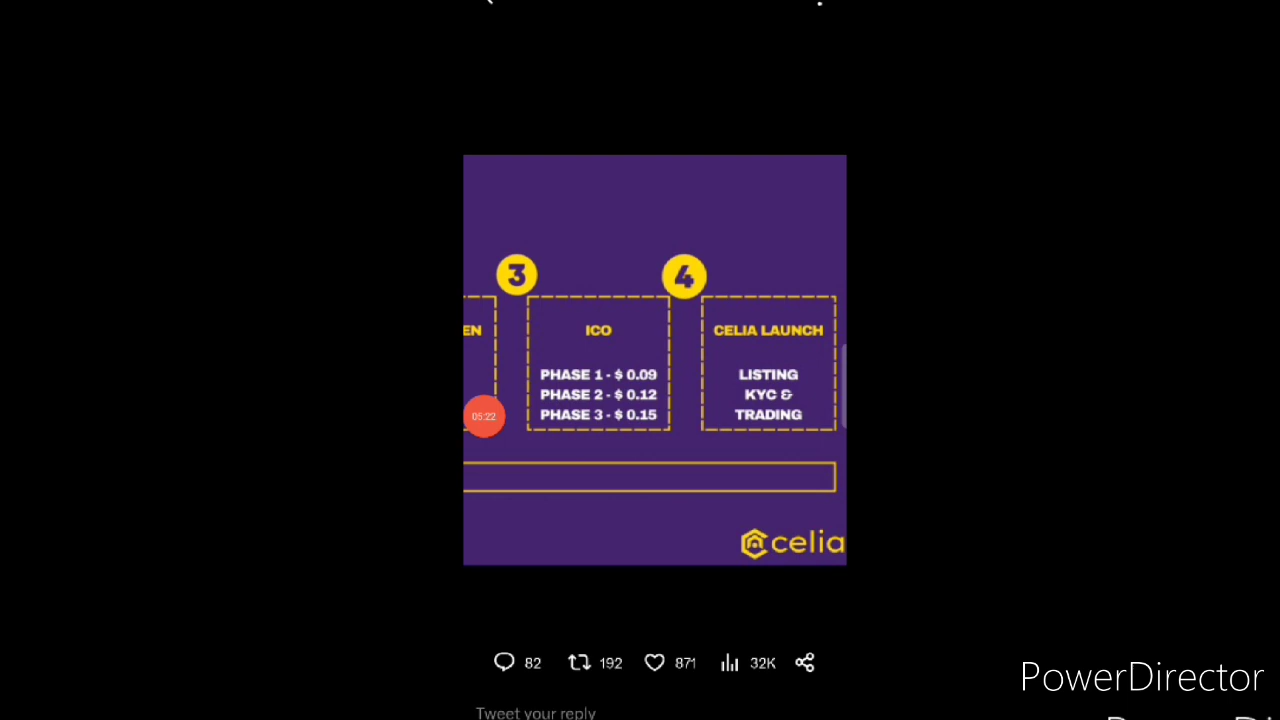 3
4
EN
ICO
CELIA LAUNCH
PHASE 1 - $ 0.09
PHASE 2 - $ 0.12
PHASE 3 - $ 0.15
LISTING
KYC &
TRADING
05:22
celia
82
192
871
32K
PowerDirector
Tweet your reply